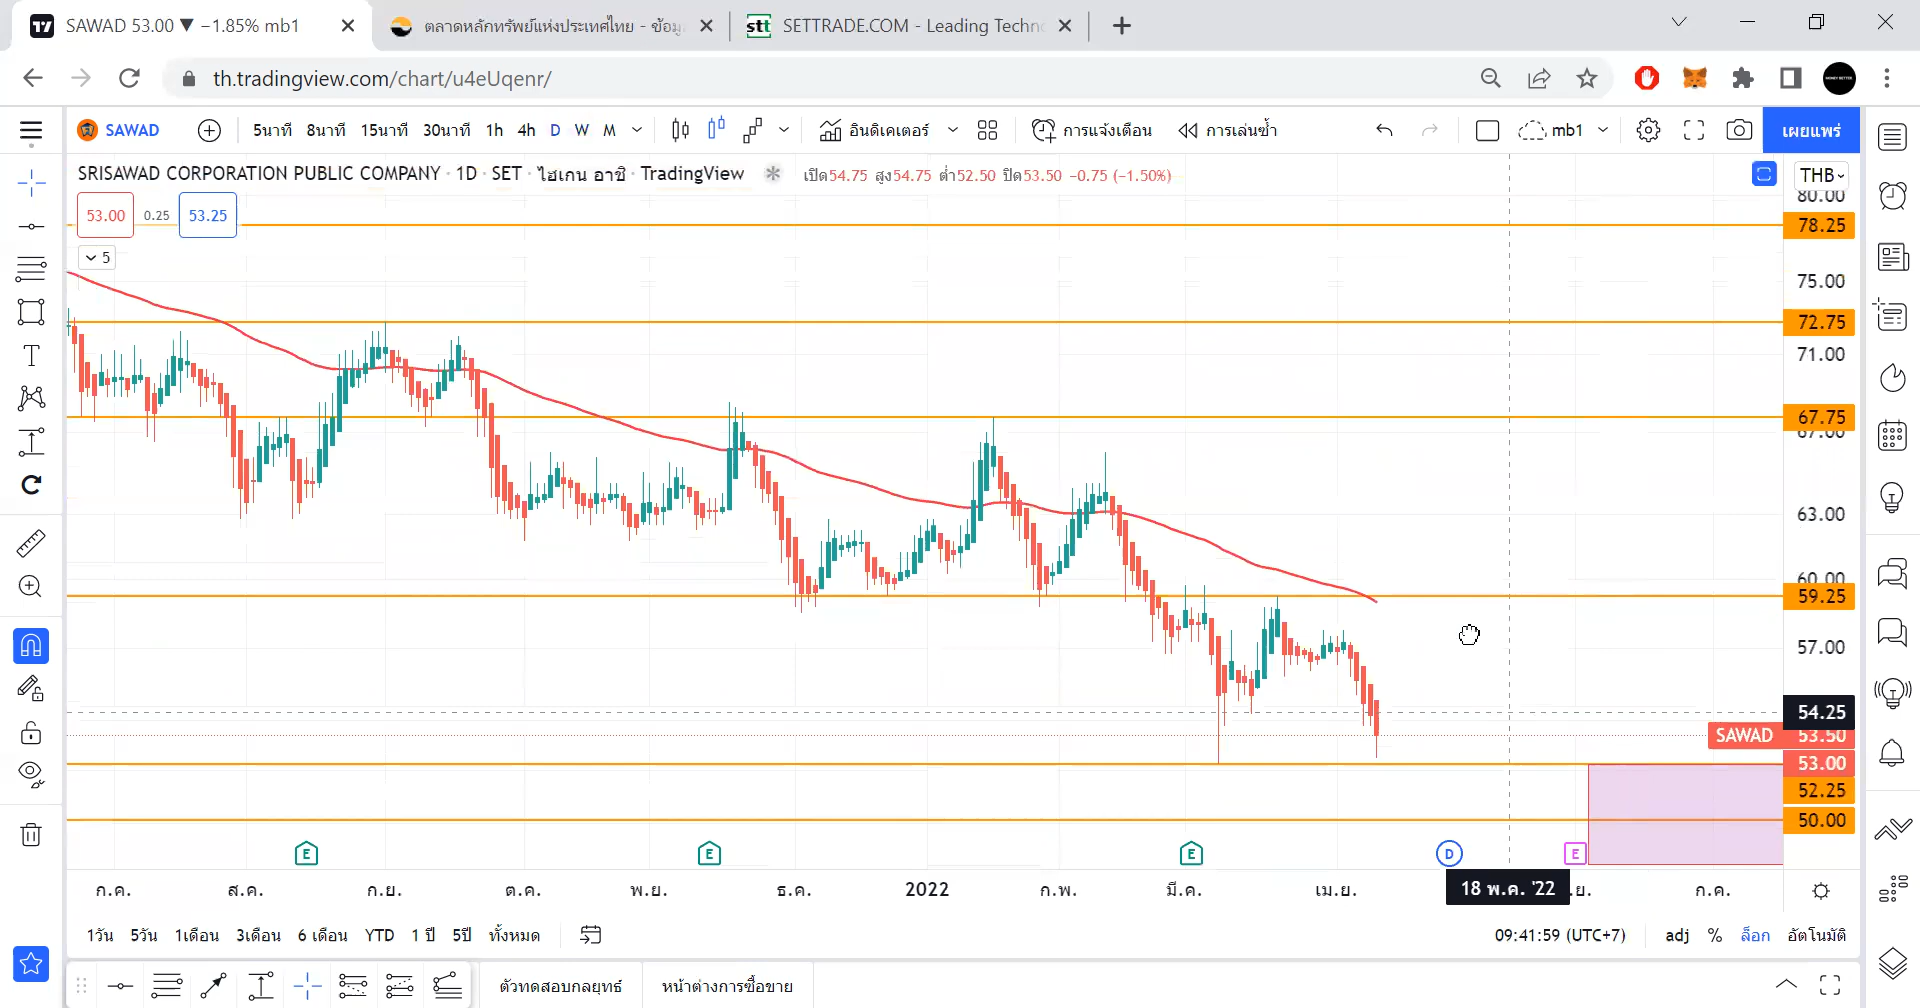 SAWAD 53.00 ▼ −1.85% mb1
ตลาดหลักทรัพย์แห่งประเทศไทย - ข้อมูล
stt SETTRADE.COM - Leading Techno
th.tradingview.com/chart/u4eUqenr/
SAWAD
5นาที 8นาที 15นาที 30นาที 1h 4h D W M
อินดิเคเตอร์
การแจ้งเตือน
การเล่นซ้ำ
mb1
เผยแพร่
SRISAWAD CORPORATION PUBLIC COMPANY · 1D · SET · ไฮเกน อาชิ · TradingView
เปิด54.75 สูง54.75 ต่ำ52.50 ปิด53.50 −0.75 (−1.50%)
THB
53.00 0.25 53.25
5
80.00
78.25
75.00
72.75
71.00
67.75
67.00
63.00
60.00
59.25
57.00
54.25
SAWAD 53.50
53.00
52.25
50.00
E E E D E
ก.ค. ส.ค. ก.ย. ต.ค. พ.ย. ธ.ค. 2022 ก.พ. มี.ค. เม.ย. 18 พ.ค. '22 .ย. ก.ค.
1วัน 5วัน 1เดือน 3เดือน 6 เดือน YTD 1 ปี 5ปี ทั้งหมด
09:41:59 (UTC+7) adj % ล็อก อัตโนมัติ
ตัวทดสอบกลยุทธ์ หน้าต่างการซื้อขาย